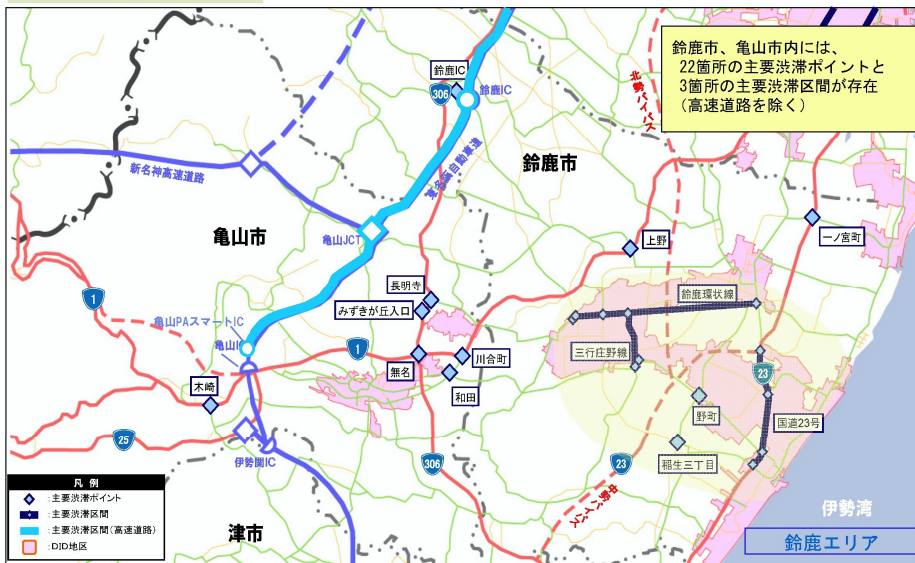 鈴鹿市、亀山市内には、
22箇所の主要渋滞ポイントと
3箇所の主要渋滞区間が存在
(高速道路を除く)
鈴鹿IC
306
鈴鹿IC
北勢バイパス
新名神高速道路
東名阪自動車道
鈴鹿市
亀山市
亀山JCT
上野
一ノ宮町
1
長明寺
みずきが丘入口
鈴鹿環状線
亀山PAスマートIC
亀山IC
1
川合町
三行庄野線
無名
23
木崎
和田
野町
国道23号
25
伊勢関IC
306
23
稲生三丁目
中勢バイパス
凡例
:主要渋滞ポイント
:主要渋滞区間
:主要渋滞区間(高速道路)
:DID地区
津市
伊勢湾
鈴鹿エリア